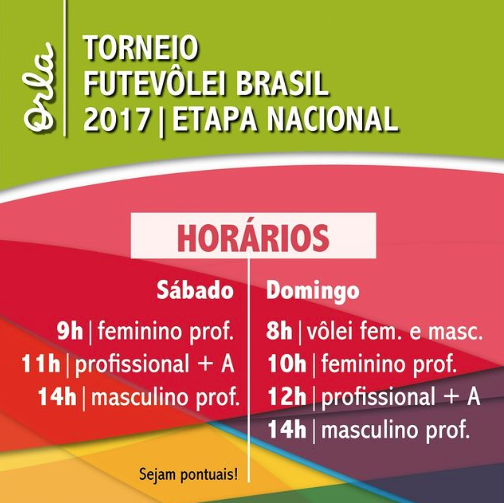 Orla
TORNEIO
FUTEVÔLEI BRASIL
2017 | ETAPA NACIONAL
HORÁRIOS
Sábado
9h | feminino prof.
11h | profissional + A
14h | masculino prof.
Domingo
8h | vôlei fem. e masc.
10h | feminino prof.
12h | profissional + A
14h | masculino prof.
Sejam pontuais!